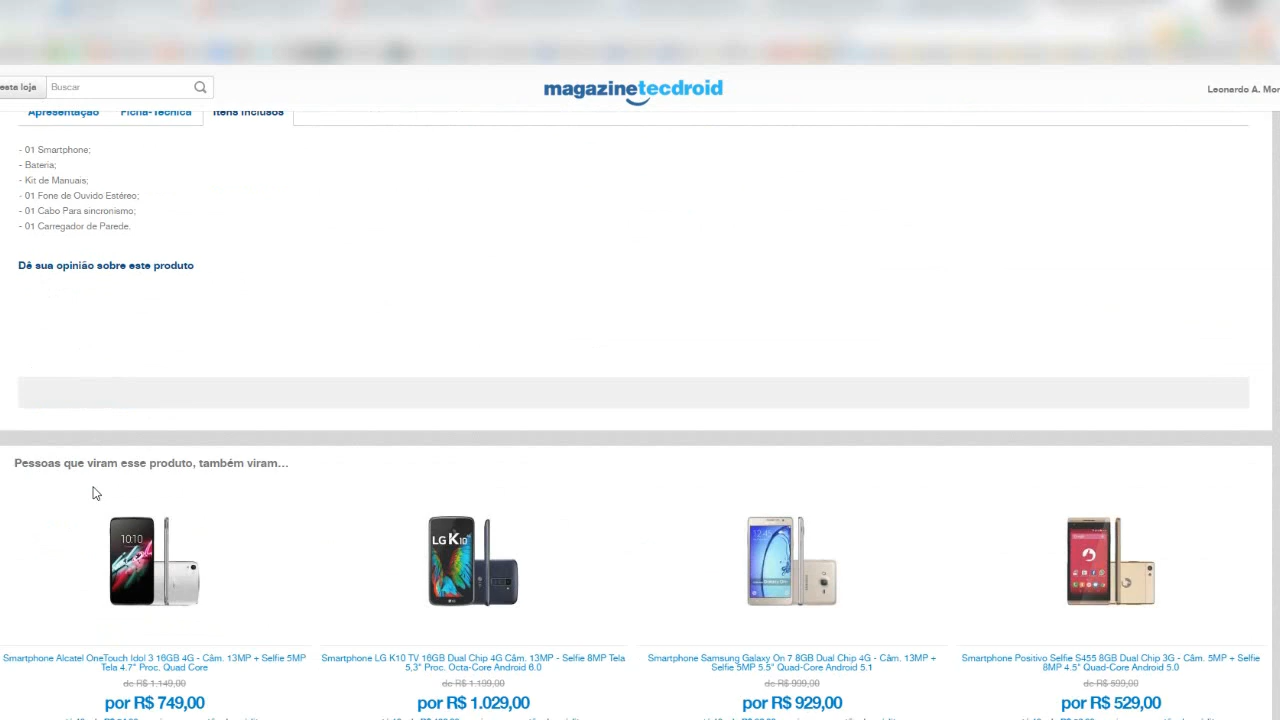 esta loja
Buscar
magazinetecdroid
Leonardo A. Mor
Apresentação
Ficha-Técnica
Itens Inclusos
- 01 Smartphone;
- Bateria;
- Kit de Manuais;
- 01 Fone de Ouvido Estéreo;
- 01 Cabo Para sincronismo;
- 01 Carregador de Parede.
Dê sua opinião sobre este produto
Pessoas que viram esse produto, também viram...
10:10
LG K10
Smartphone Alcatel OneTouch Idol 3 16GB 4G - Câm. 13MP + Selfie 5MP
Tela 4.7" Proc. Quad Core
de R$ 1.149,00
por R$ 749,00
Smartphone LG K10 TV 16GB Dual Chip 4G Câm. 13MP - Selfie 8MP Tela
5.3" Proc. Octa-Core Android 6.0
de R$ 1.199,00
por R$ 1.029,00
Smartphone Samsung Galaxy On 7 8GB Dual Chip 4G - Câm. 13MP +
Selfie 5MP 5.5" Quad-Core Android 5.1
de R$ 999,00
por R$ 929,00
Smartphone Positivo Selfie S455 8GB Dual Chip 3G - Câm. 5MP + Selfie
8MP 4.5" Quad-Core Android 5.0
de R$ 599,00
por R$ 529,00